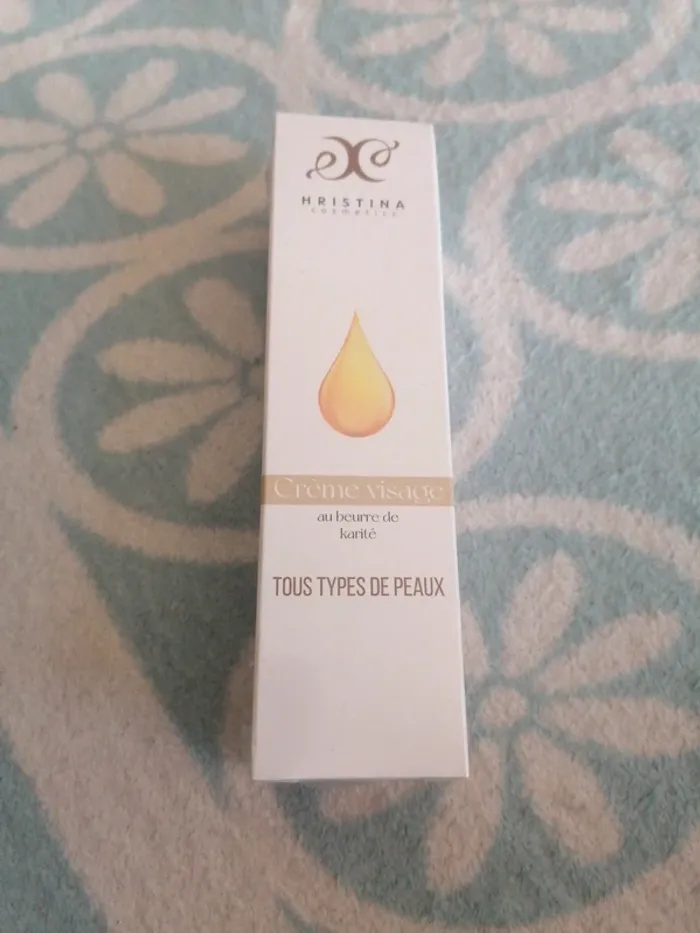 HRISTINA
cosmetics
Crème visage
au beurre de
karité
TOUS TYPES DE PEAUX